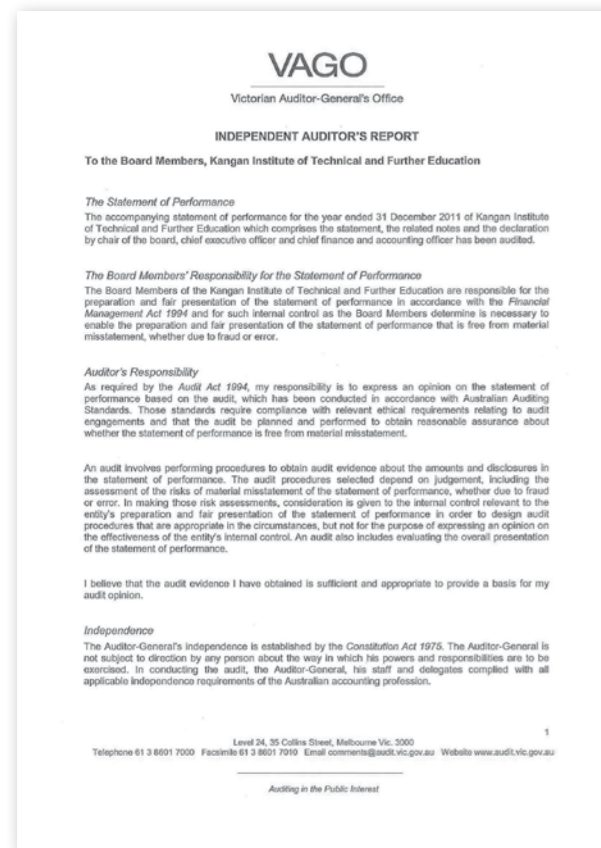 VAGO
Victorian Auditor-General's Office
INDEPENDENT AUDITOR'S REPORT
To the Board Members, Kangan Institute of Technical and Further Education
The Statement of Performance
The accompanying statement of performance for the year ended 31 December 2011 of Kangan Institute
of Technical and Further Education which comprises the statement, the related notes and the declaration
by chair of the board, chief executive officer and chief finance and accounting officer has been audited.
The Board Members' Responsibility for the Statement of Performance
The Board Members of the Kangan Institute of Technical and Further Education are responsible for the
preparation and fair presentation of the statement of performance in accordance with the Financial
Management Act 1994 and for such internal control as the Board Members determine is necessary to
enable the preparation and fair presentation of the statement of performance that is free from material
misstatement, whether due to fraud or error.
Auditor's Responsibility
As required by the Audit Act 1994, my responsibility is to express an opinion on the statement of
performance based on the audit, which has been conducted in accordance with Australian Auditing
Standards. Those standards require compliance with relevant ethical requirements relating to audit
engagements and that the audit be planned and performed to obtain reasonable assurance about
whether the statement of performance is free from material misstatement.
An audit involves performing procedures to obtain audit evidence about the amounts and disclosures in
the statement of performance. The audit procedures selected depend on judgement, including the
assessment of the risks of material misstatement of the statement of performance, whether due to fraud
or error. In making those risk assessments, consideration is given to the internal control relevant to the
entity's preparation and fair presentation of the statement of performance in order to design audit
procedures that are appropriate in the circumstances, but not for the purpose of expressing an opinion on
the effectiveness of the entity's internal control. An audit also includes evaluating the overall presentation
of the statement of performance.
I believe that the audit evidence I have obtained is sufficient and appropriate to provide a basis for my
audit opinion.
Independence
The Auditor-General's independence is established by the Constitution Act 1975. The Auditor-General is
not subject to direction by any person about the way in which his powers and responsibilities are to be
exercised. In conducting the audit, the Auditor-General, his staff and delegates complied with all
applicable independence requirements of the Australian accounting profession.
1
Level 24, 35 Collins Street, Melbourne Vic. 3000
Telephone 61 3 8601 7000 Facsimile 61 3 8601 7010 Email comments@audit.vic.gov.au Website www.audit.vic.gov.au
Auditing in the Public Interest